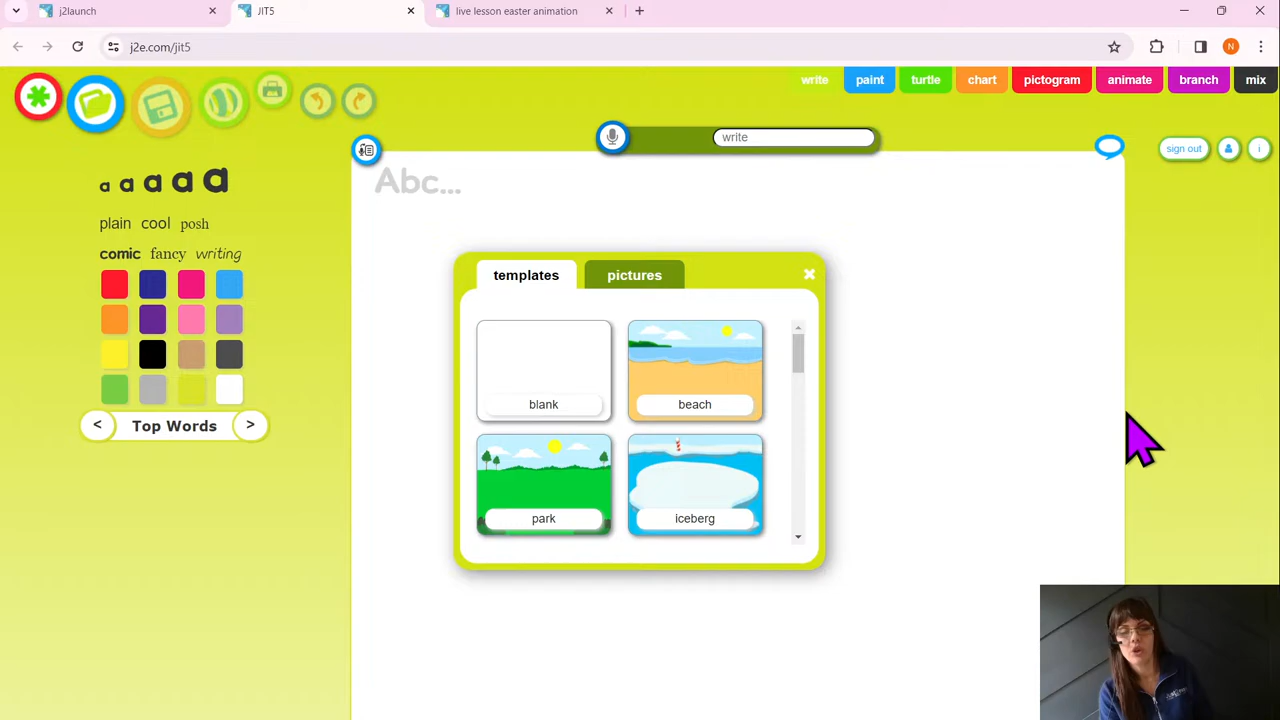 j2launch
JIT5
live lesson easter animation
j2e.com/jit5
N
write paint turtle chart pictogram animate branch mix
write
sign out i
Abc...
a a a a a
plain cool posh
comic fancy writing
templates pictures
blank beach
park iceberg
< Top Words >